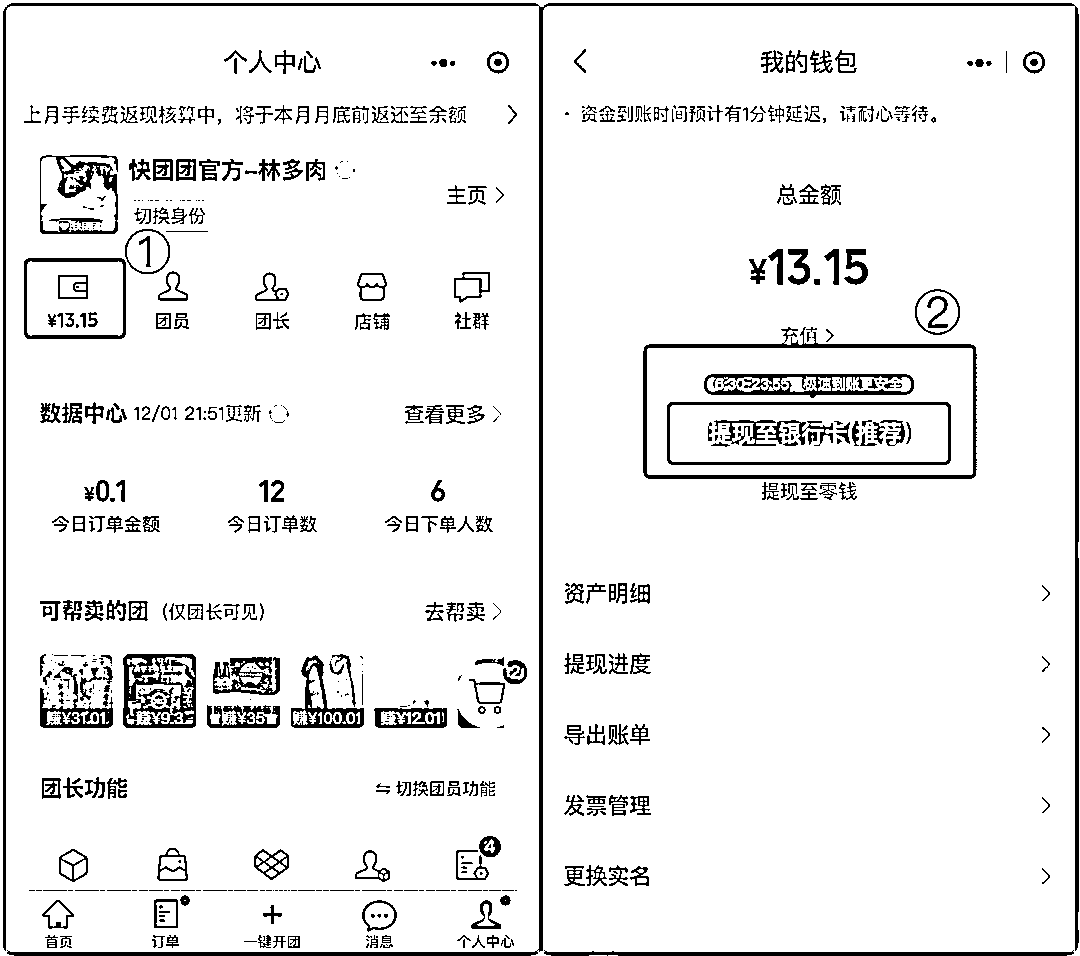 个人中心
上月手续费返现核算中，将于本月月底前返还至余额
快团团官方-林多肉
主页
切换身份
①
¥13.15
团员
团长
店铺
社群
数据中心 12/01 21:51更新
查看更多
¥0.1
12
6
今日订单金额
今日订单数
今日下单人数
可帮卖的团（仅团长可见）
去帮卖
赚¥31.01
赚¥9.3
赚¥35
赚¥100.01
赚¥12.01
2
团长功能
切换团员功能
4
首页
订单
一键开团
消息
个人中心
我的钱包
· 资金到账时间预计有1分钟延迟，请耐心等待。
总金额
¥13.15
②
充值
6:30-23:55，极速到账更安全
提现至银行卡(推荐)
提现至零钱
资产明细
提现进度
导出账单
发票管理
更换实名